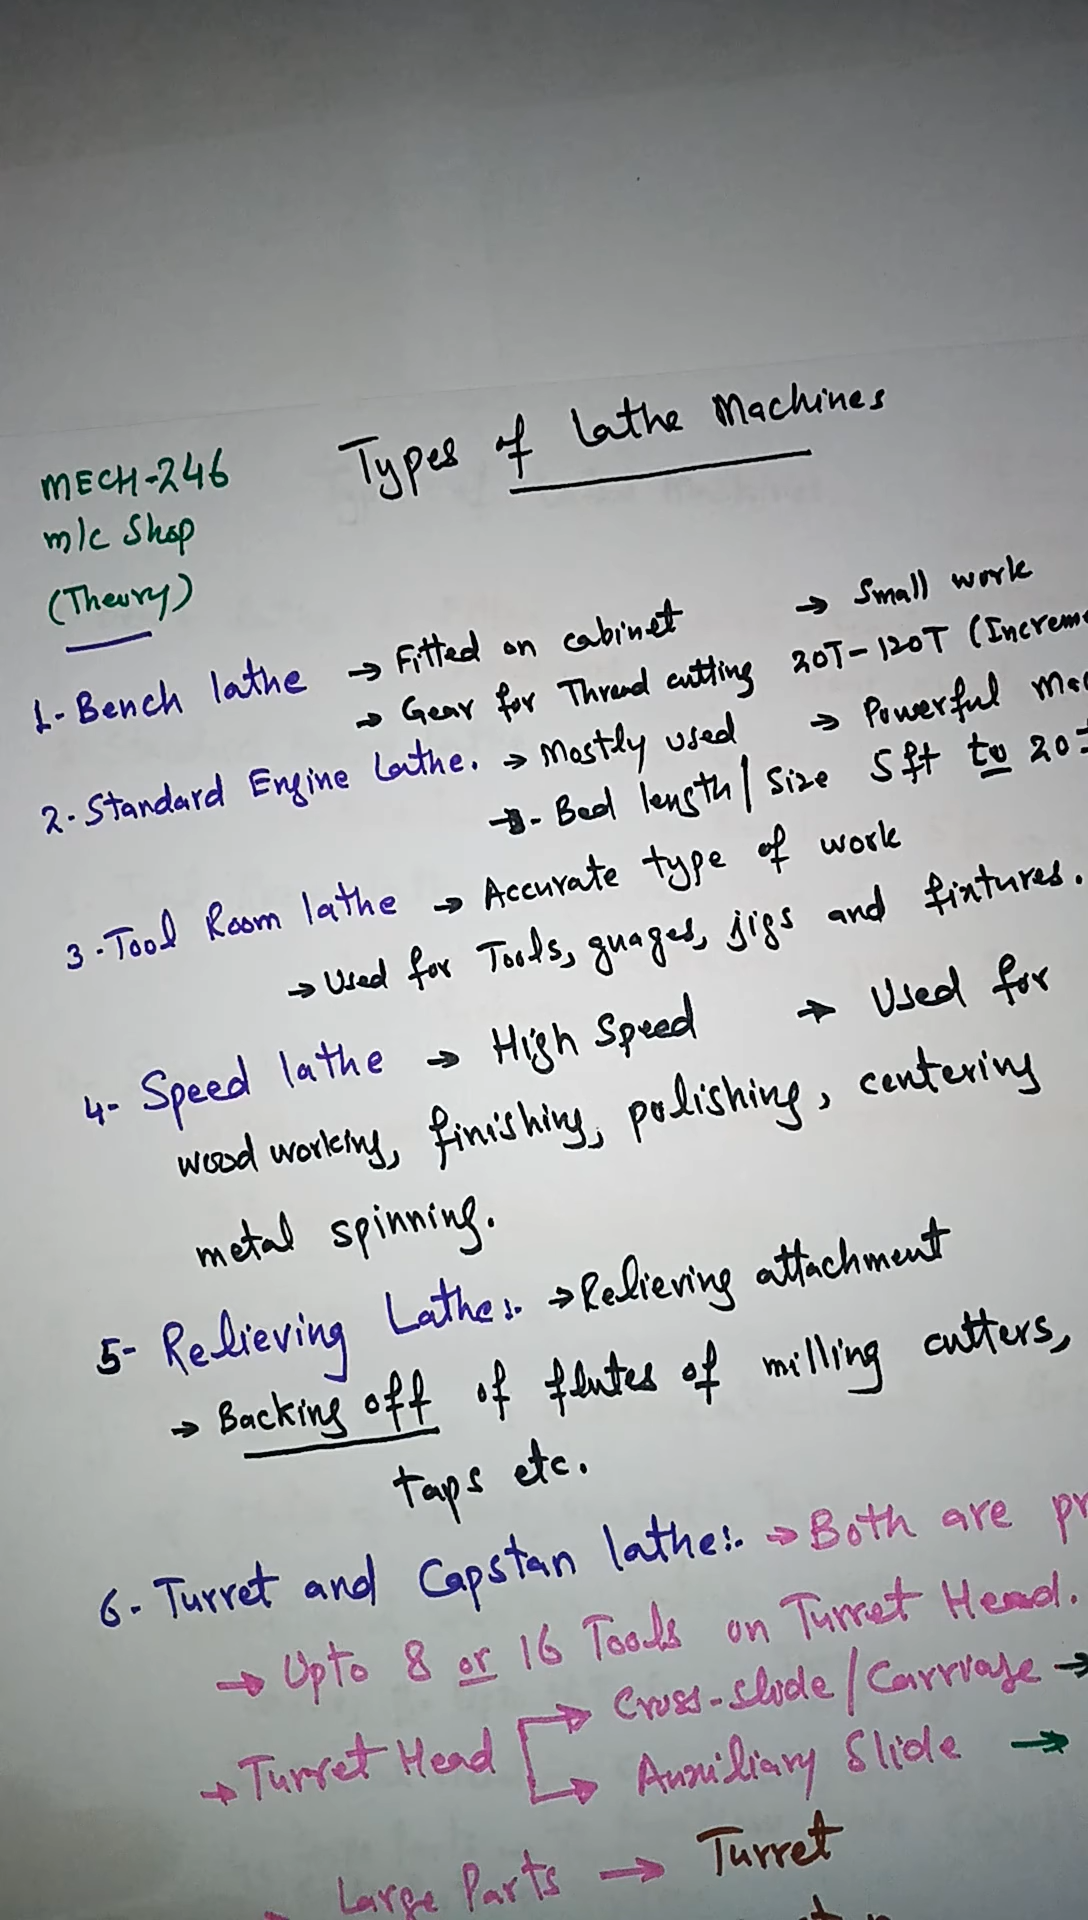 Types of Lathe Machines
MECH-246
m/c Shop
(Theory)
1- Bench lathe → Fitted on cabinet → Small work
→ Gear for Thread cutting 20T-120T (Increm
2- Standard Engine Lathe. → Mostly used → Powerful
- Bed length / Size 5 ft to 20
3- Tool Room lathe → Accurate type of work
→ Used for Tools, guages, jigs and fixtures.
4- Speed lathe → High Speed → Used for
wood working, finishing, polishing, centering
metal spinning.
5- Relieving Lathe:- → Relieving attachment
→ Backing off of flutes of milling cutters,
taps etc.
6- Turret and Capstan lathe:- → Both are
→ Upto 8 or 16 Tools on Turret Head.
→ Turret Head → Cross-slide / Carriage →
→ Auxiliary Slide →
Large Parts → Turret